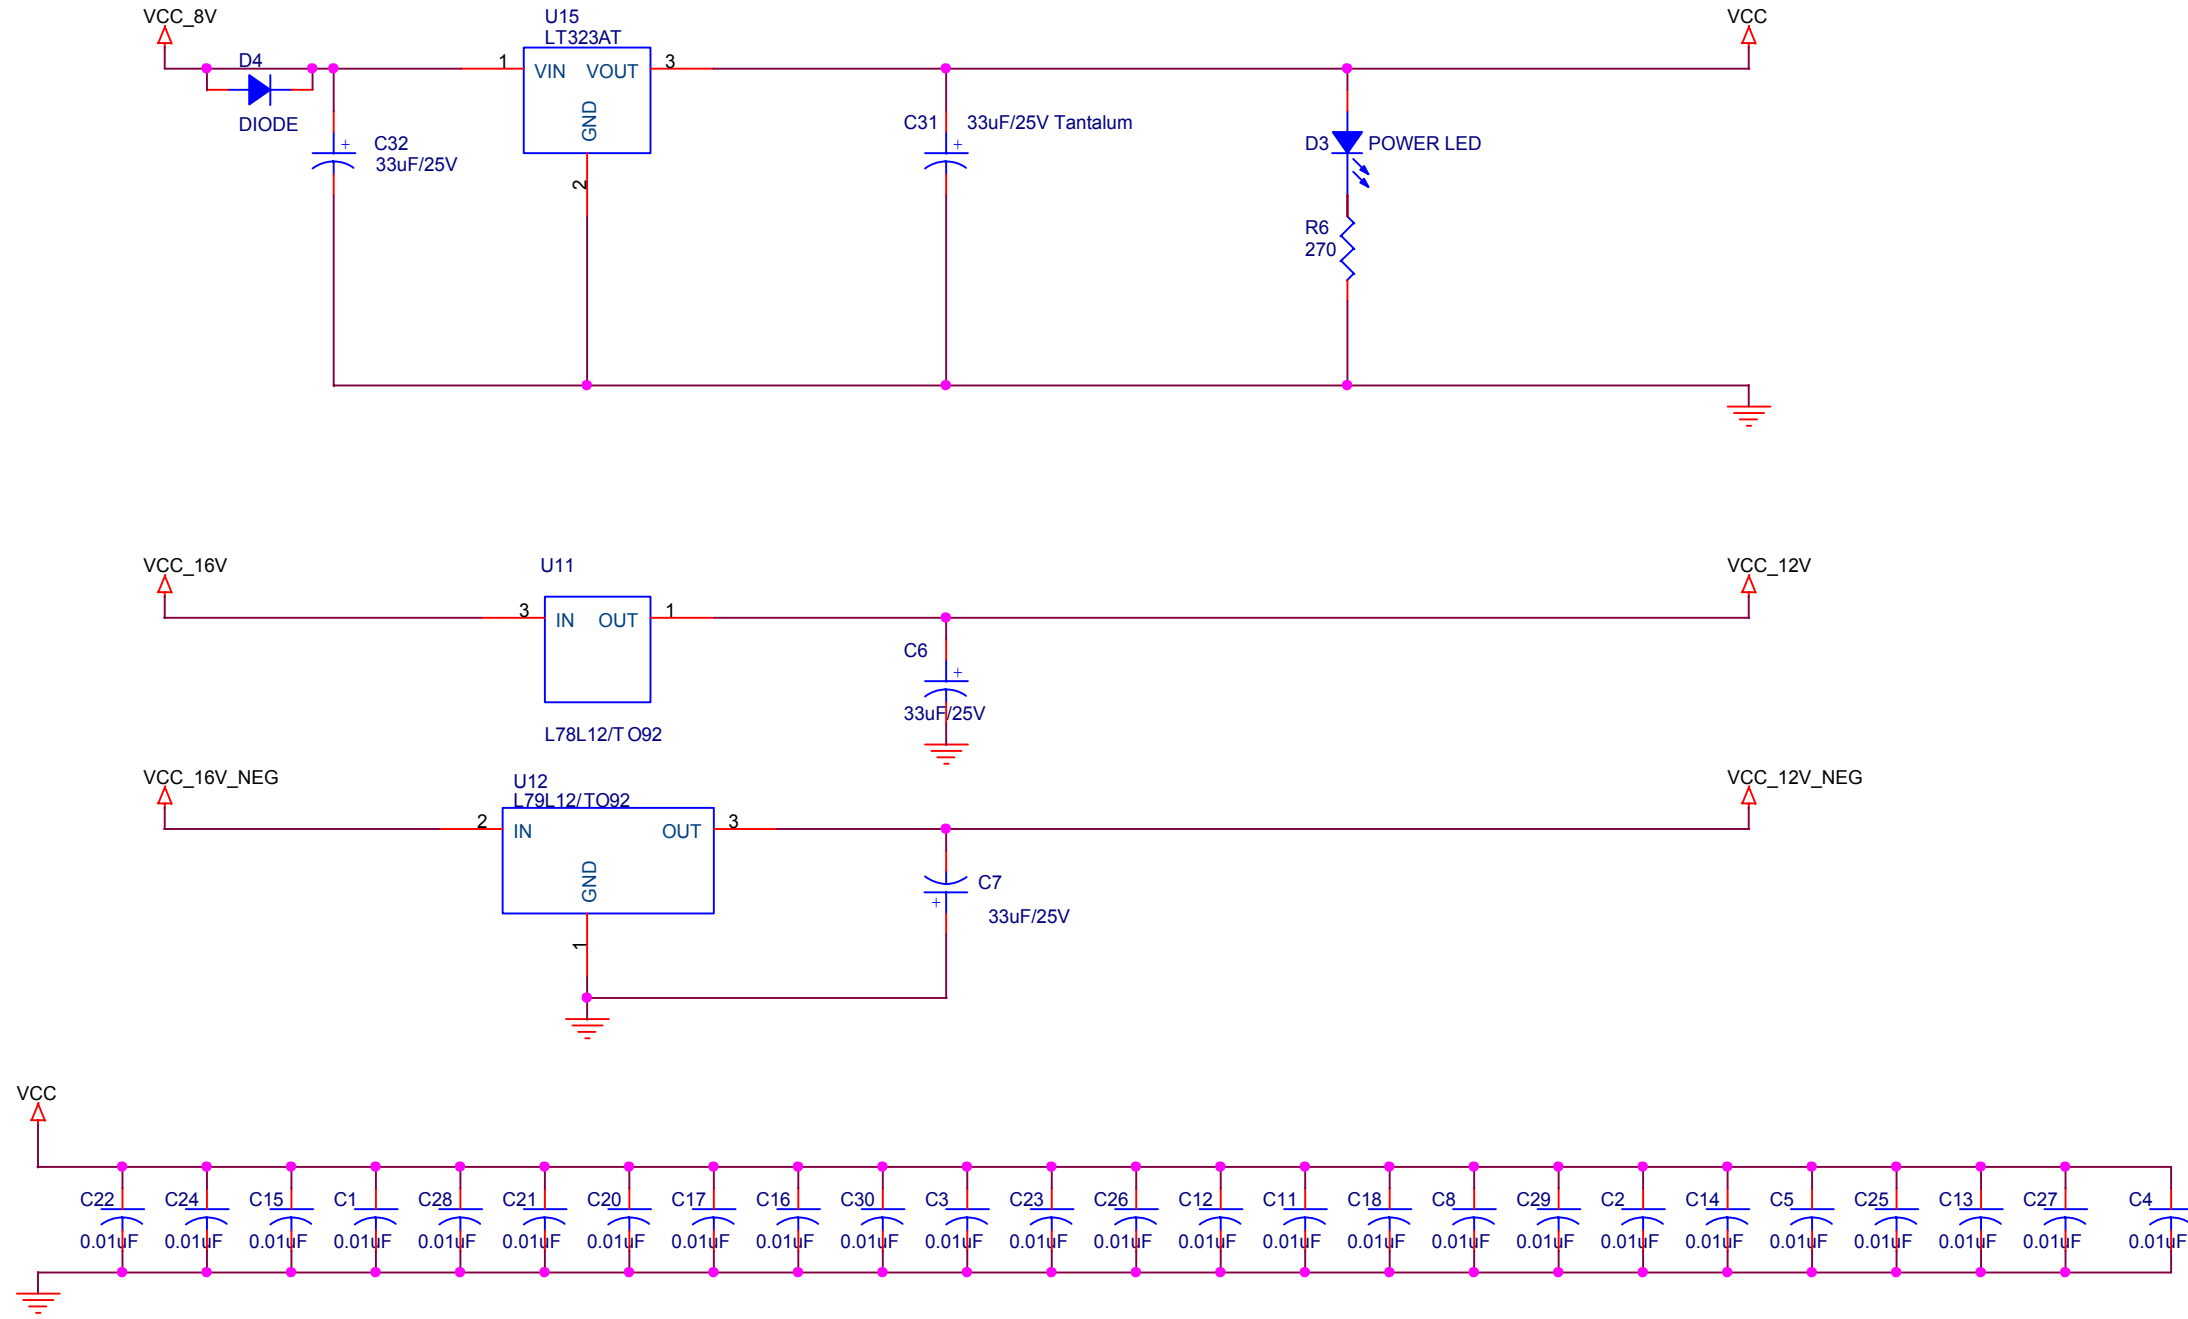 VCC_8V
U15
LT323AT
VCC
D4
1
VIN VOUT
3
DIODE
GND
C31 33uF/25V Tantalum
+
C32
33uF/25V
+
D3 POWER LED
2
R6
270
VCC_16V
U11
VCC_12V
3
IN OUT
1
C6
+
33uF/25V
L78L12/TO92
VCC_16V_NEG
U12
L79L12/TO92
VCC_12V_NEG
2
IN OUT
3
GND
C7
+
33uF/25V
1
VCC
C22 C24 C15 C1 C28 C21 C20 C17 C16 C30 C3 C23 C26 C12 C11 C18 C8 C29 C2 C14 C5 C25 C13 C27 C4
0.01uF 0.01uF 0.01uF 0.01uF 0.01uF 0.01uF 0.01uF 0.01uF 0.01uF 0.01uF 0.01uF 0.01uF 0.01uF 0.01uF 0.01uF 0.01uF 0.01uF 0.01uF 0.01uF 0.01uF 0.01uF 0.01uF 0.01uF 0.01uF 0.01uF